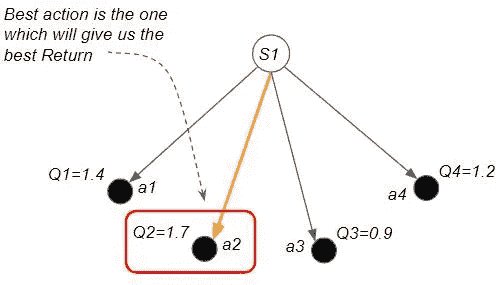 Best action is the one
which will give us the
best Return
S1
Q1=1.4
a1
Q2=1.7
a2
a3
Q3=0.9
Q4=1.2
a4